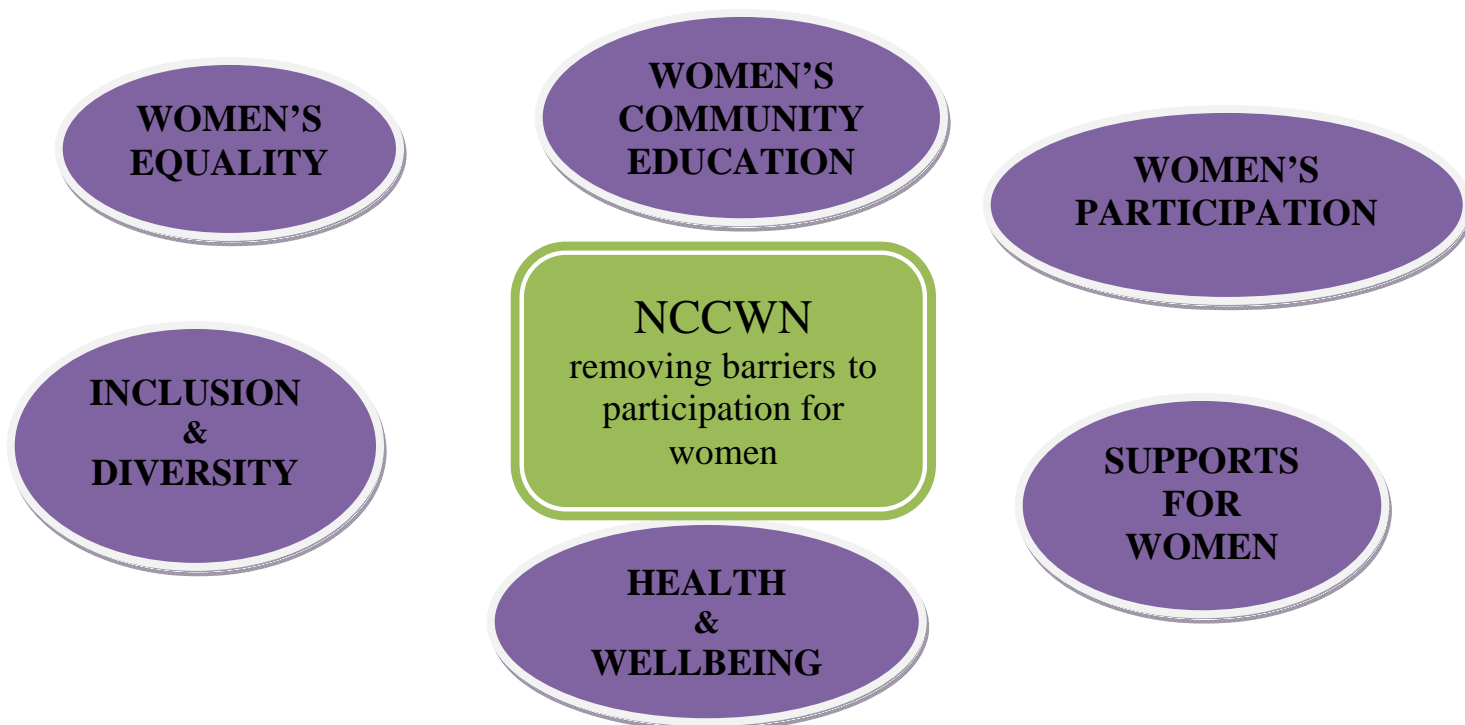 WOMEN’S
EQUALITY
WOMEN’S
COMMUNITY
EDUCATION
WOMEN’S
PARTICIPATION
NCCWN
removing barriers to
participation for
women
INCLUSION
&
DIVERSITY
SUPPORTS
FOR
WOMEN
HEALTH
&
WELLBEING